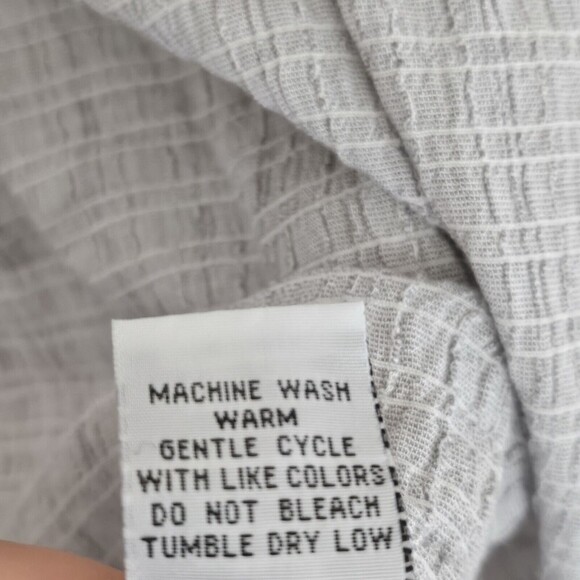 MACHINE WASH
WARM
GENTLE CYCLE
WITH LIKE COLORS
DO NOT BLEACH
TUMBLE DRY LOW